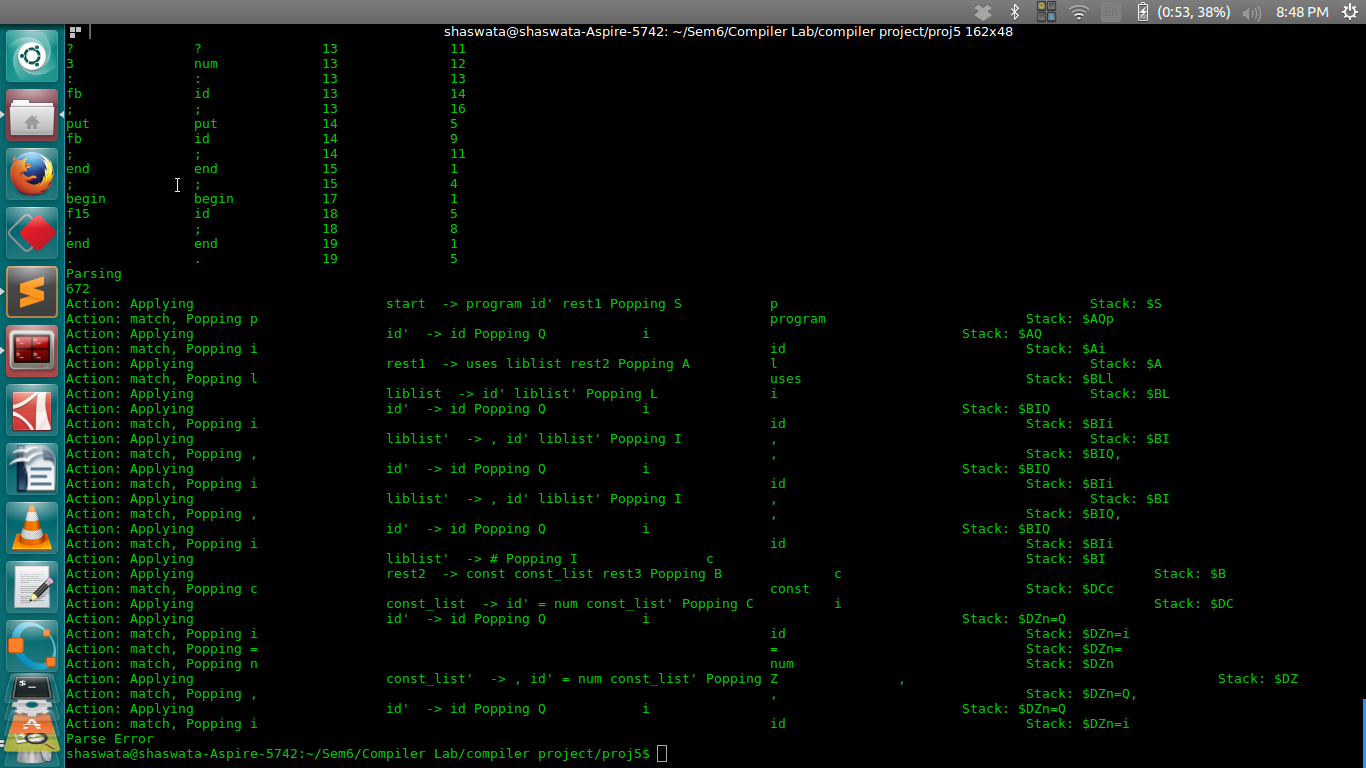 En (0:53, 38%) 8:48 PM
shaswata@shaswata-Aspire-5742: ~/Sem6/Compiler Lab/compiler project/proj5 162x48
? ? 13 11
3 num 13 12
: : 13 13
fb id 13 14
; ; 13 16
put put 14 5
fb id 14 9
; ; 14 11
end end 15 1
; ; 15 4
begin begin 17 1
f15 id 18 5
; ; 18 8
end end 19 1
. . 19 5
Parsing
672
Action: Applying start -> program id' rest1 Popping S p Stack: $S
Action: match, Popping p program Stack: $AQp
Action: Applying id' -> id Popping Q i Stack: $AQ
Action: match, Popping i id Stack: $Ai
Action: Applying rest1 -> uses liblist rest2 Popping A l Stack: $A
Action: match, Popping l uses Stack: $BLl
Action: Applying liblist -> id' liblist' Popping L i Stack: $BL
Action: Applying id' -> id Popping Q i Stack: $BIQ
Action: match, Popping i id Stack: $BIi
Action: Applying liblist' -> , id' liblist' Popping I , Stack: $BI
Action: match, Popping , , Stack: $BIQ,
Action: Applying id' -> id Popping Q i Stack: $BIQ
Action: match, Popping i id Stack: $BIi
Action: Applying liblist' -> , id' liblist' Popping I , Stack: $BI
Action: match, Popping , , Stack: $BIQ,
Action: Applying id' -> id Popping Q i Stack: $BIQ
Action: match, Popping i id Stack: $BIi
Action: Applying liblist' -> # Popping I c Stack: $BI
Action: Applying rest2 -> const const_list rest3 Popping B c Stack: $B
Action: match, Popping c const Stack: $DCc
Action: Applying const_list -> id' = num const_list' Popping C i Stack: $DC
Action: Applying id' -> id Popping Q i Stack: $DZn=Q
Action: match, Popping i id Stack: $DZn=i
Action: match, Popping = = Stack: $DZn=
Action: match, Popping n num Stack: $DZn
Action: Applying const_list' -> , id' = num const_list' Popping Z , Stack: $DZ
Action: match, Popping , , Stack: $DZn=Q,
Action: Applying id' -> id Popping Q i Stack: $DZn=Q
Action: match, Popping i id Stack: $DZn=i
Parse Error
shaswata@shaswata-Aspire-5742:~/Sem6/Compiler Lab/compiler project/proj5$